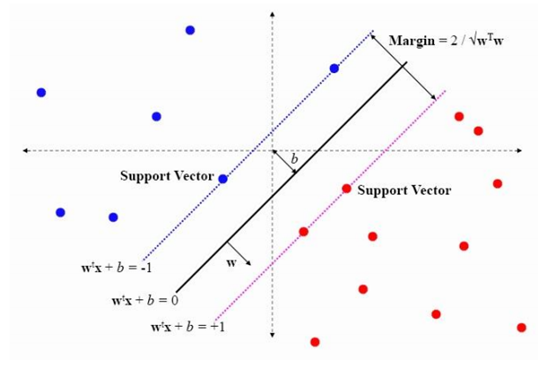 Margin = 2 / √wᵀw
b
Support Vector
Support Vector
w
wᵗx + b = -1
wᵗx + b = 0
wᵗx + b = +1